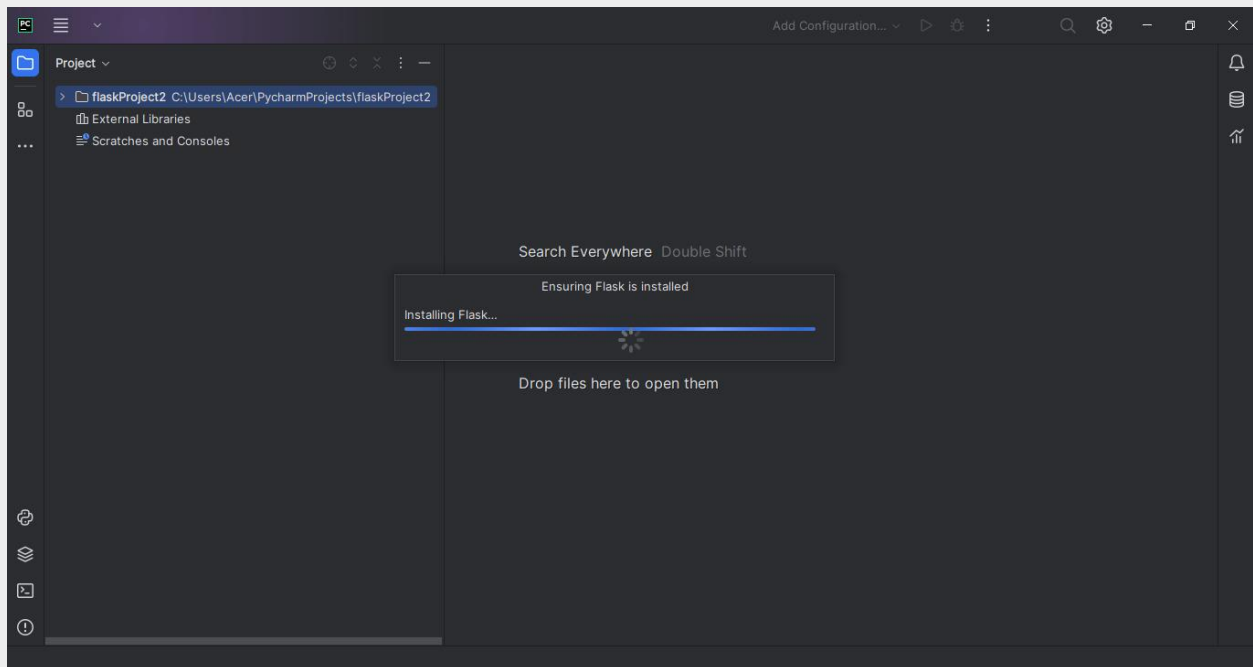 PC
Add Configuration...
Project
flaskProject2 C:\Users\Acer\PycharmProjects\flaskProject2
External Libraries
Scratches and Consoles
Search Everywhere Double Shift
Ensuring Flask is installed
Installing Flask...
Drop files here to open them